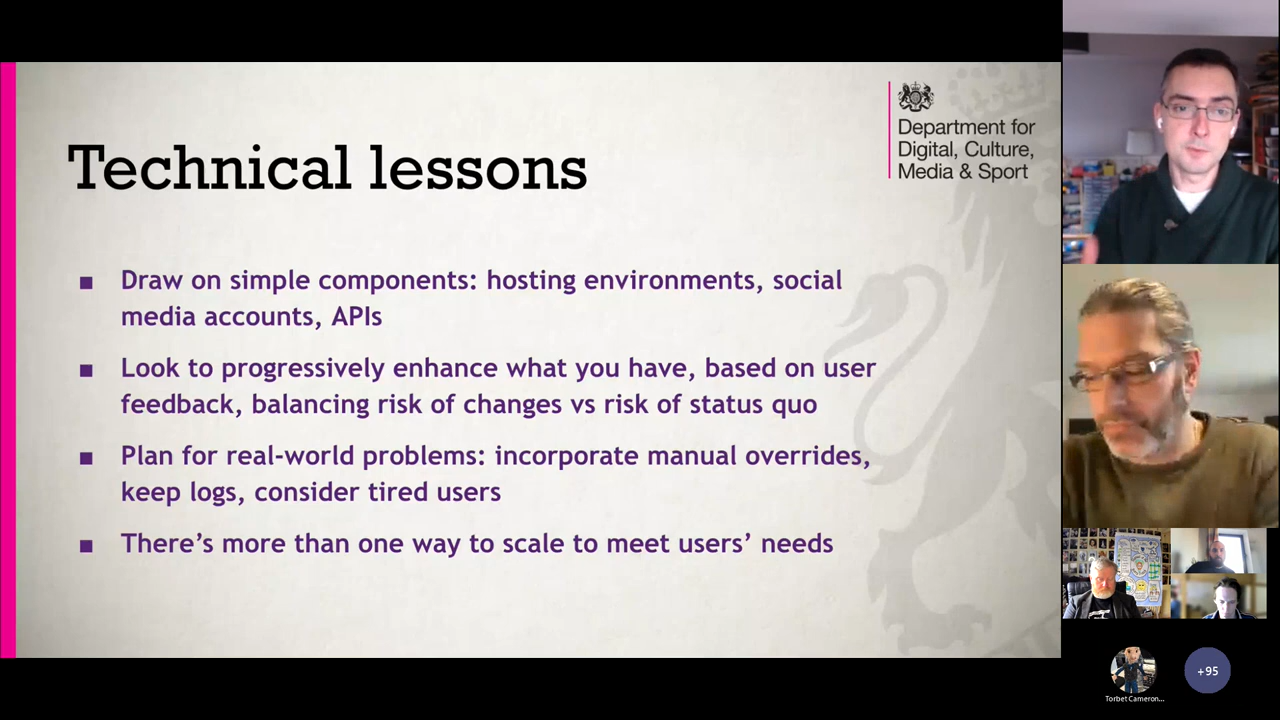 Technical lessons
Department for
Digital, Culture,
Media & Sport
■ Draw on simple components: hosting environments, social
media accounts, APIs
■ Look to progressively enhance what you have, based on user
feedback, balancing risk of changes vs risk of status quo
■ Plan for real-world problems: incorporate manual overrides,
keep logs, consider tired users
■ There’s more than one way to scale to meet users’ needs
Torbet Cameron...
+95